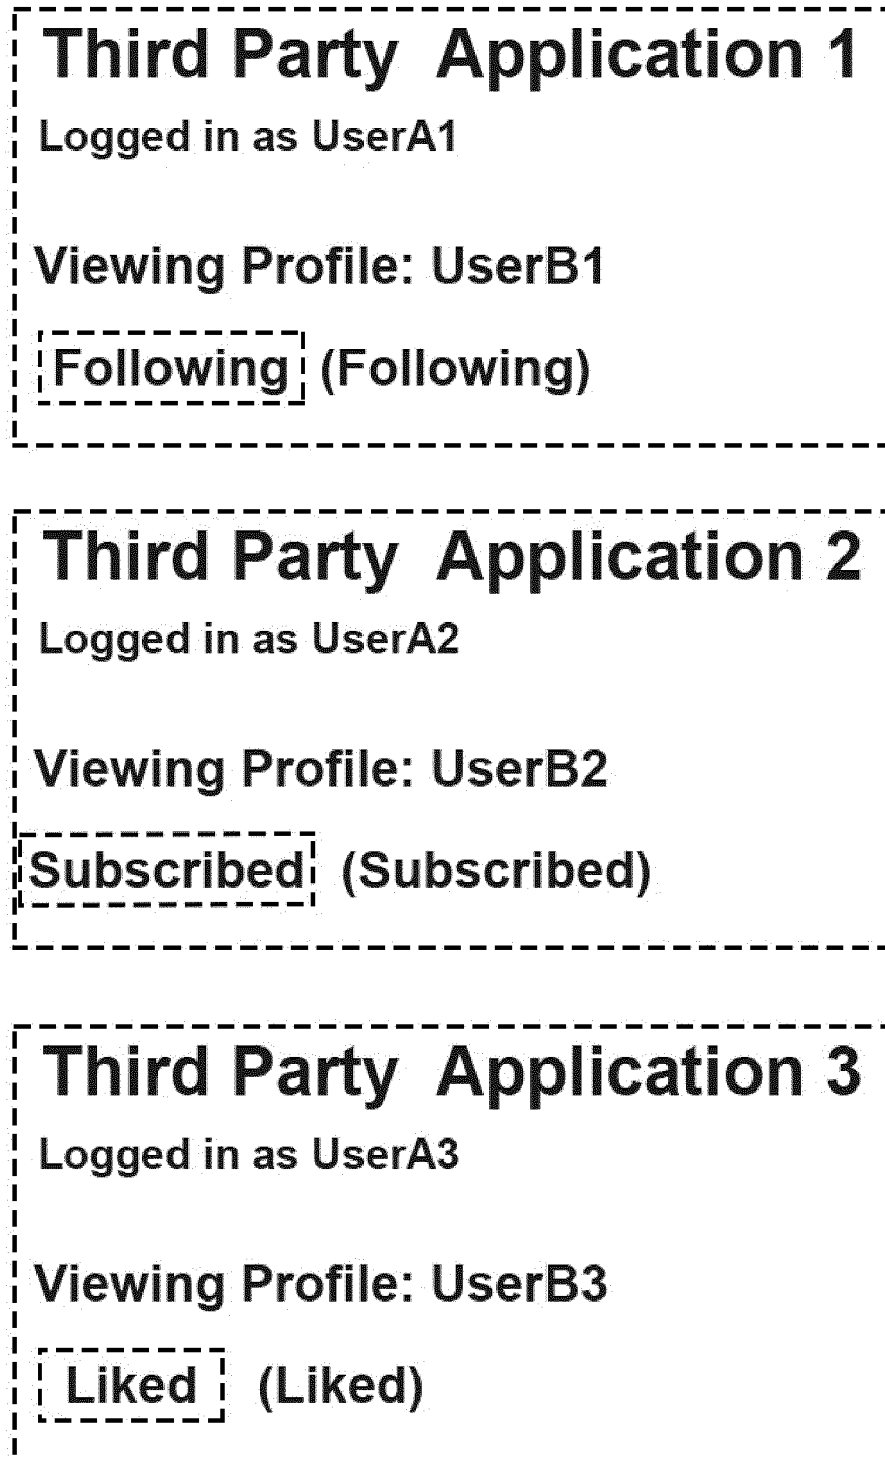 Third Party Application 1
Logged in as UserA1
Viewing Profile: UserB1
Following (Following)
Third Party Application 2
Logged in as UserA2
Viewing Profile: UserB2
Subscribed (Subscribed)
Third Party Application 3
Logged in as UserA3
Viewing Profile: UserB3
Liked (Liked)